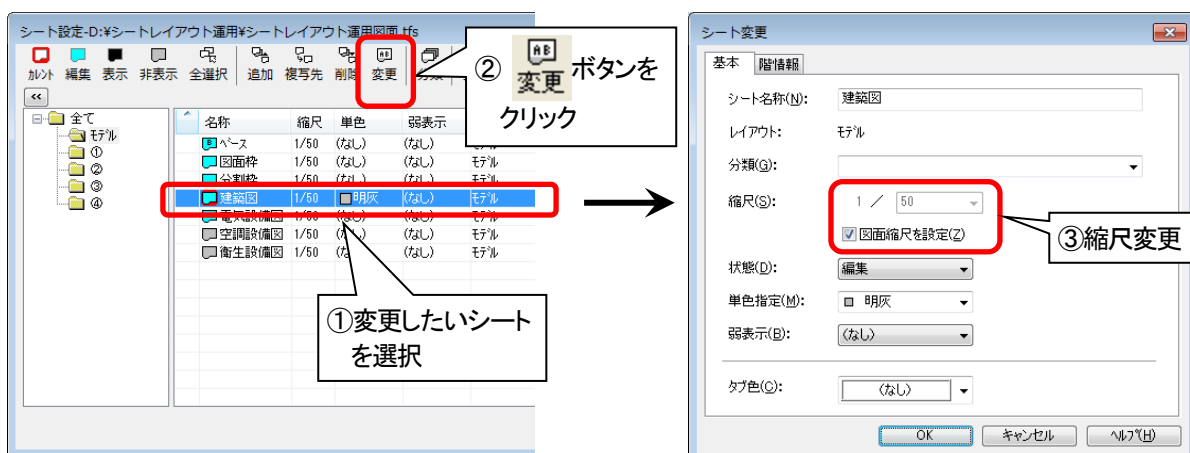 シート設定-D:¥シートレイアウト運用¥シートレイアウト運用図面.tfs
ｶﾚﾝﾄ 編集 表示 非表示 全選択 追加 複写先 削除 変更
<<
全て
ﾓﾃﾞﾙ
①
②
③
④
名称 縮尺 単色 弱表示
ﾍﾞｰｽ 1/50 (なし) (なし)
図面枠 1/50 (なし) (なし) ﾓﾃﾞﾙ
分割枠 1/50 (なし) (なし) ﾓﾃﾞﾙ
建築図 1/50 明灰 (なし) ﾓﾃﾞﾙ
電気設備図 1/50 (なし) (なし) ﾓﾃﾞﾙ
空調設備図 1/50 (なし) (なし) ﾓﾃﾞﾙ
衛生設備図 1/50 (なし) ﾓﾃﾞﾙ
② AB 変更 ボタンを
クリック
①変更したいシート
を選択
シート変更
基本 階情報
シート名称(N): 建築図
レイアウト: ﾓﾃﾞﾙ
分類(G):
縮尺(S): 1 ／ 50
図面縮尺を設定(Z)
③縮尺変更
状態(D): 編集
単色指定(M): 明灰
弱表示(B): (なし)
タブ色(C): (なし)
OK キャンセル ﾍﾙﾌﾟ(H)